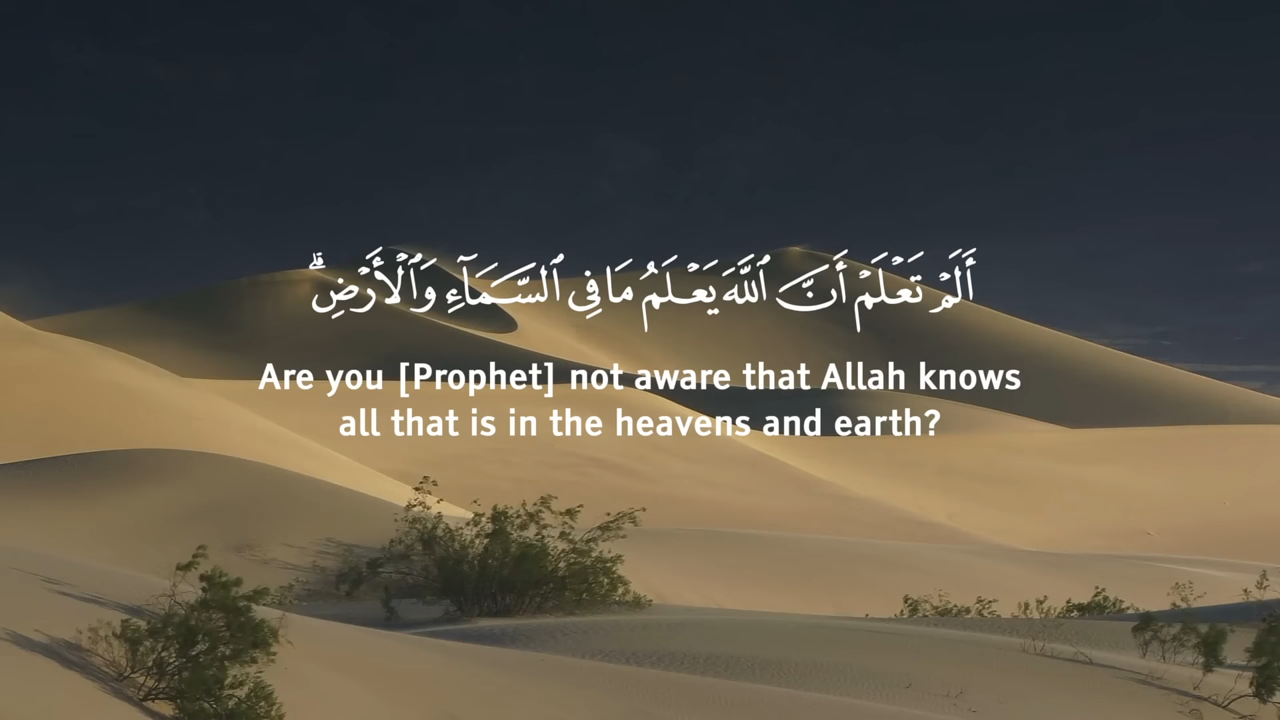 أَلَمْ تَعْلَمْ أَنَّ ٱللَّهَ يَعْلَمُ مَا فِى ٱلسَّمَآءِ وَٱلْأَرْضِ ۗ
Are you [Prophet] not aware that Allah knows
all that is in the heavens and earth?